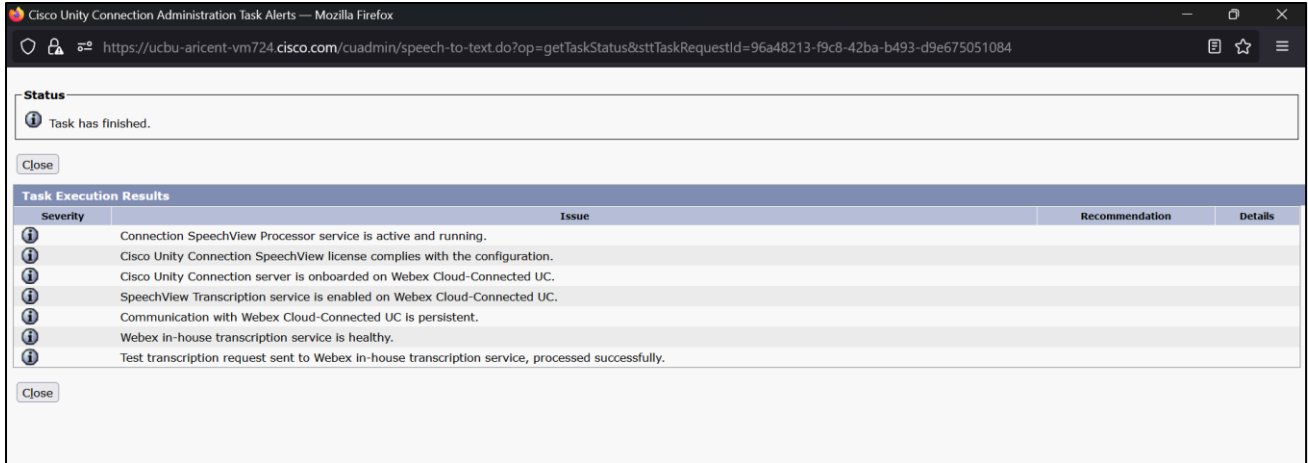 Cisco Unity Connection Administration Task Alerts — Mozilla Firefox
https://ucbu-aricent-vm724.cisco.com/cuadmin/speech-to-text.do?op=getTaskStatus&sttTaskRequestId=96a48213-f9c8-42ba-b493-d9e675051084
Status
Task has finished.
Close
Task Execution Results
Severity Issue Recommendation Details
Connection SpeechView Processor service is active and running.
Cisco Unity Connection SpeechView license complies with the configuration.
Cisco Unity Connection server is onboarded on Webex Cloud-Connected UC.
SpeechView Transcription service is enabled on Webex Cloud-Connected UC.
Communication with Webex Cloud-Connected UC is persistent.
Webex in-house transcription service is healthy.
Test transcription request sent to Webex in-house transcription service, processed successfully.
Close